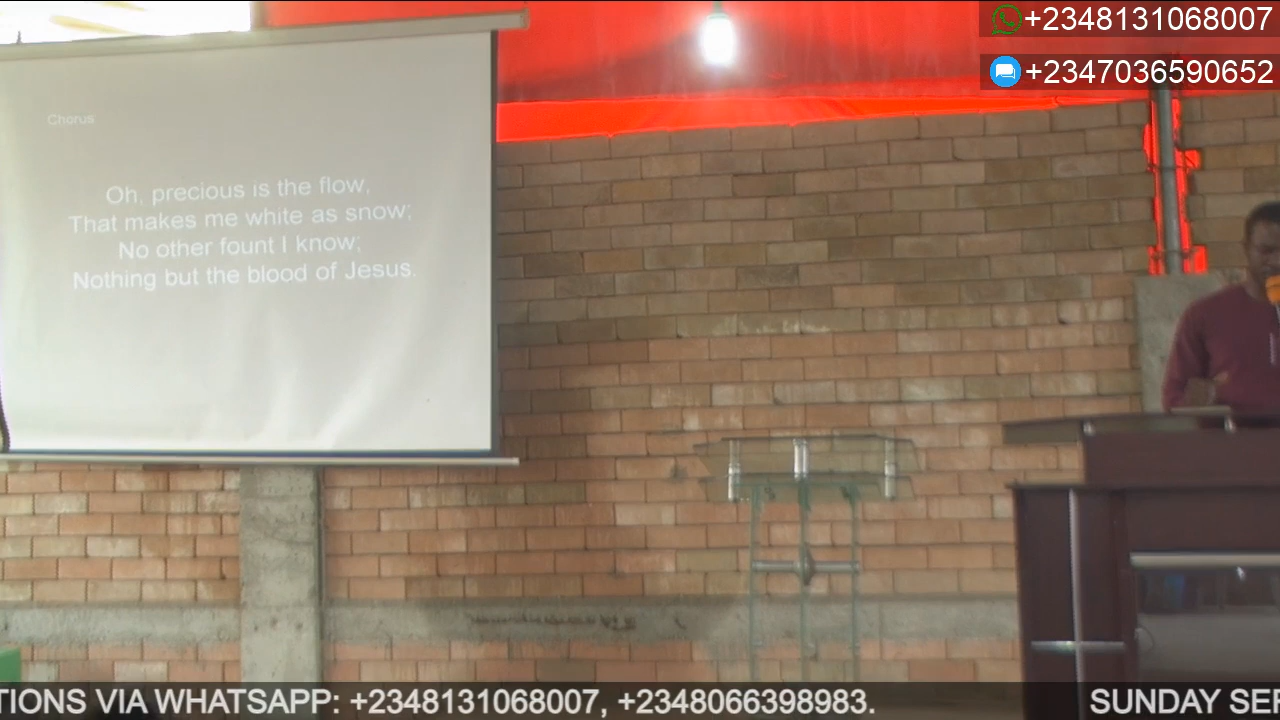 +2348131068007
+2347036590652
Chorus
Oh, precious is the flow,
That makes me white as snow;
No other fount I know;
Nothing but the blood of Jesus.
TIONS VIA WHATSAPP: +2348131068007, +2348066398983.
SUNDAY SE